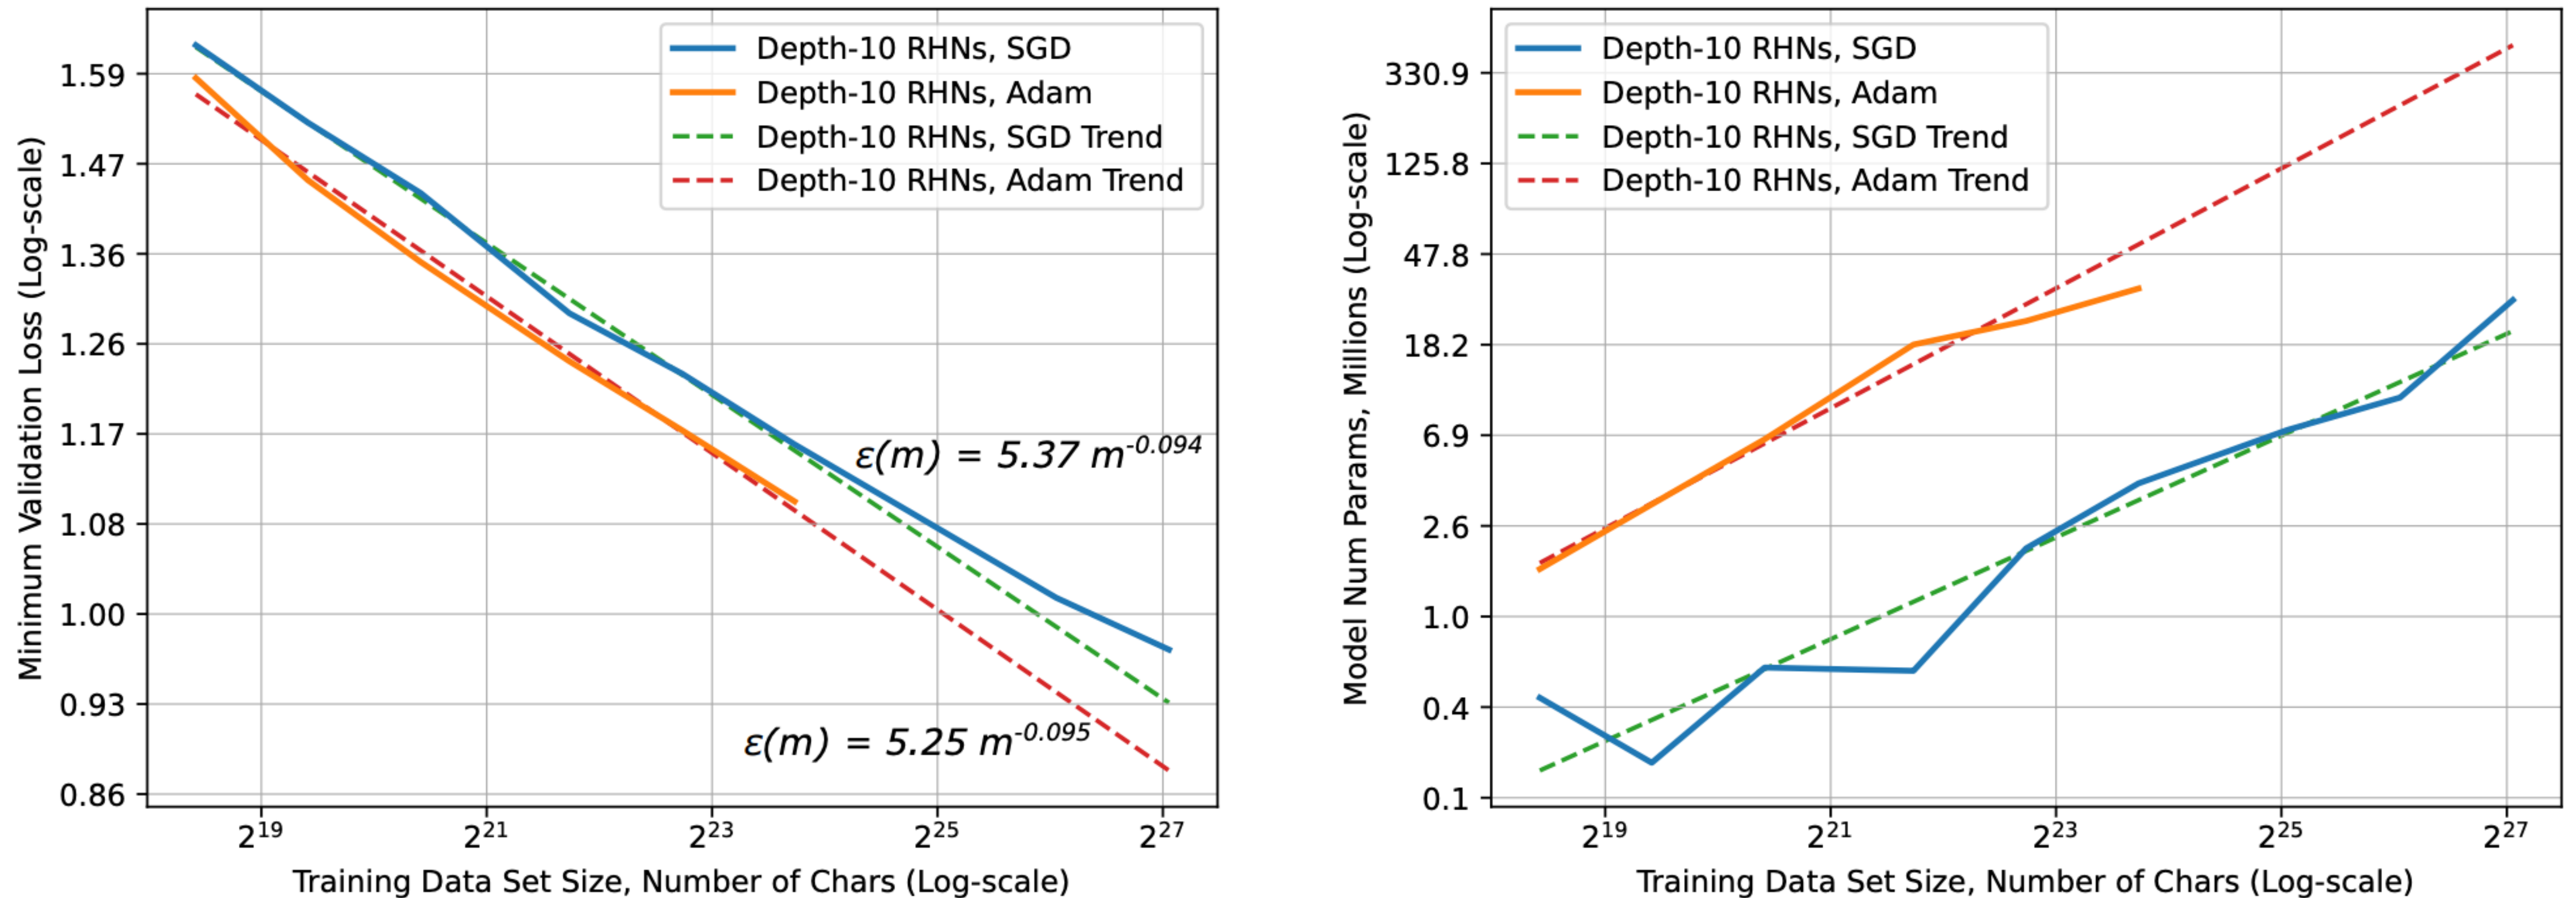 Minimum Validation Loss (Log-scale)
1.59
1.47
1.36
1.26
1.17
1.08
1.00
0.93
0.86
Depth-10 RHNs, SGD
Depth-10 RHNs, Adam
Depth-10 RHNs, SGD Trend
Depth-10 RHNs, Adam Trend
ε(m) = 5.37 m^-0.094
ε(m) = 5.25 m^-0.095
2^19 2^21 2^23 2^25 2^27
Training Data Set Size, Number of Chars (Log-scale)
Model Num Params, Millions (Log-scale)
330.9
125.8
47.8
18.2
6.9
2.6
1.0
0.4
0.1
Depth-10 RHNs, SGD
Depth-10 RHNs, Adam
Depth-10 RHNs, SGD Trend
Depth-10 RHNs, Adam Trend
2^19 2^21 2^23 2^25 2^27
Training Data Set Size, Number of Chars (Log-scale)